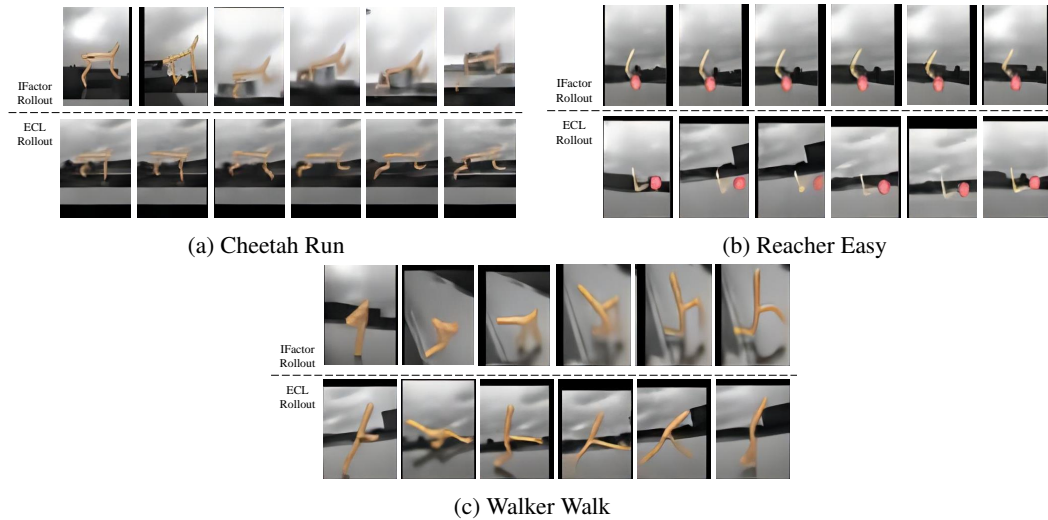 IFactor
Rollout
ECL
Rollout
(a) Cheetah Run
IFactor
Rollout
ECL
Rollout
(b) Reacher Easy
IFactor
Rollout
ECL
Rollout
(c) Walker Walk